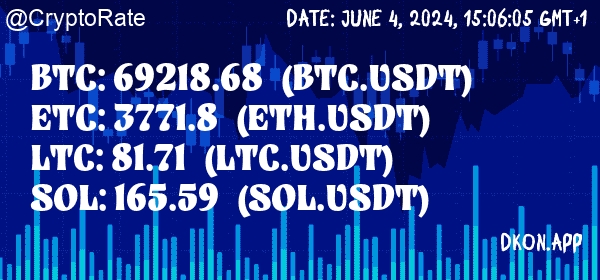 @CryptoRate
DATE: JUNE 4, 2024, 15:06:05 GMT+1
BTC: 69218.68 (BTC.USDT)
ETC: 3771.8 (ETH.USDT)
LTC: 81.71 (LTC.USDT)
SOL: 165.59 (SOL.USDT)
DKON.APP